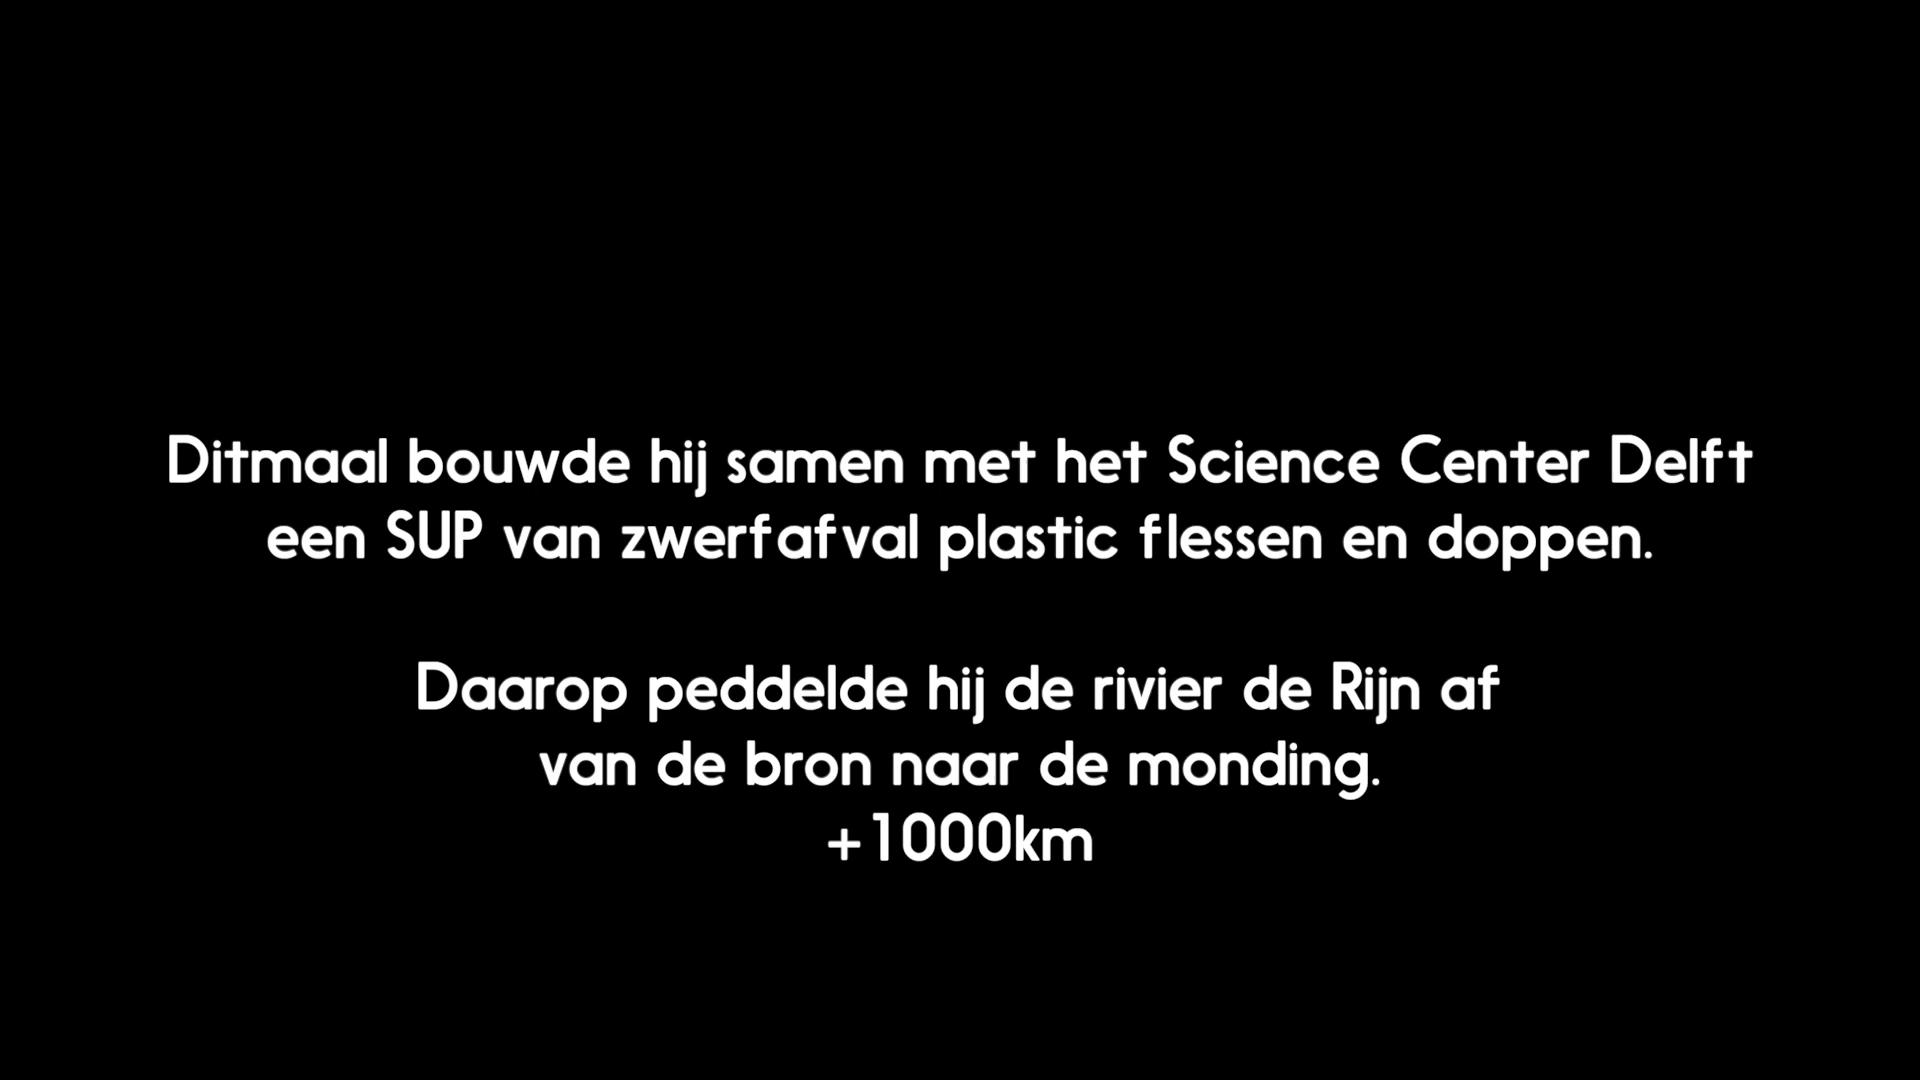 Ditmaal bouwde hij samen met het Science Center Delft
een SUP van zwerfafval plastic flessen en doppen.
Daarop peddelde hij de rivier de Rijn af
van de bron naar de monding.
+1000km